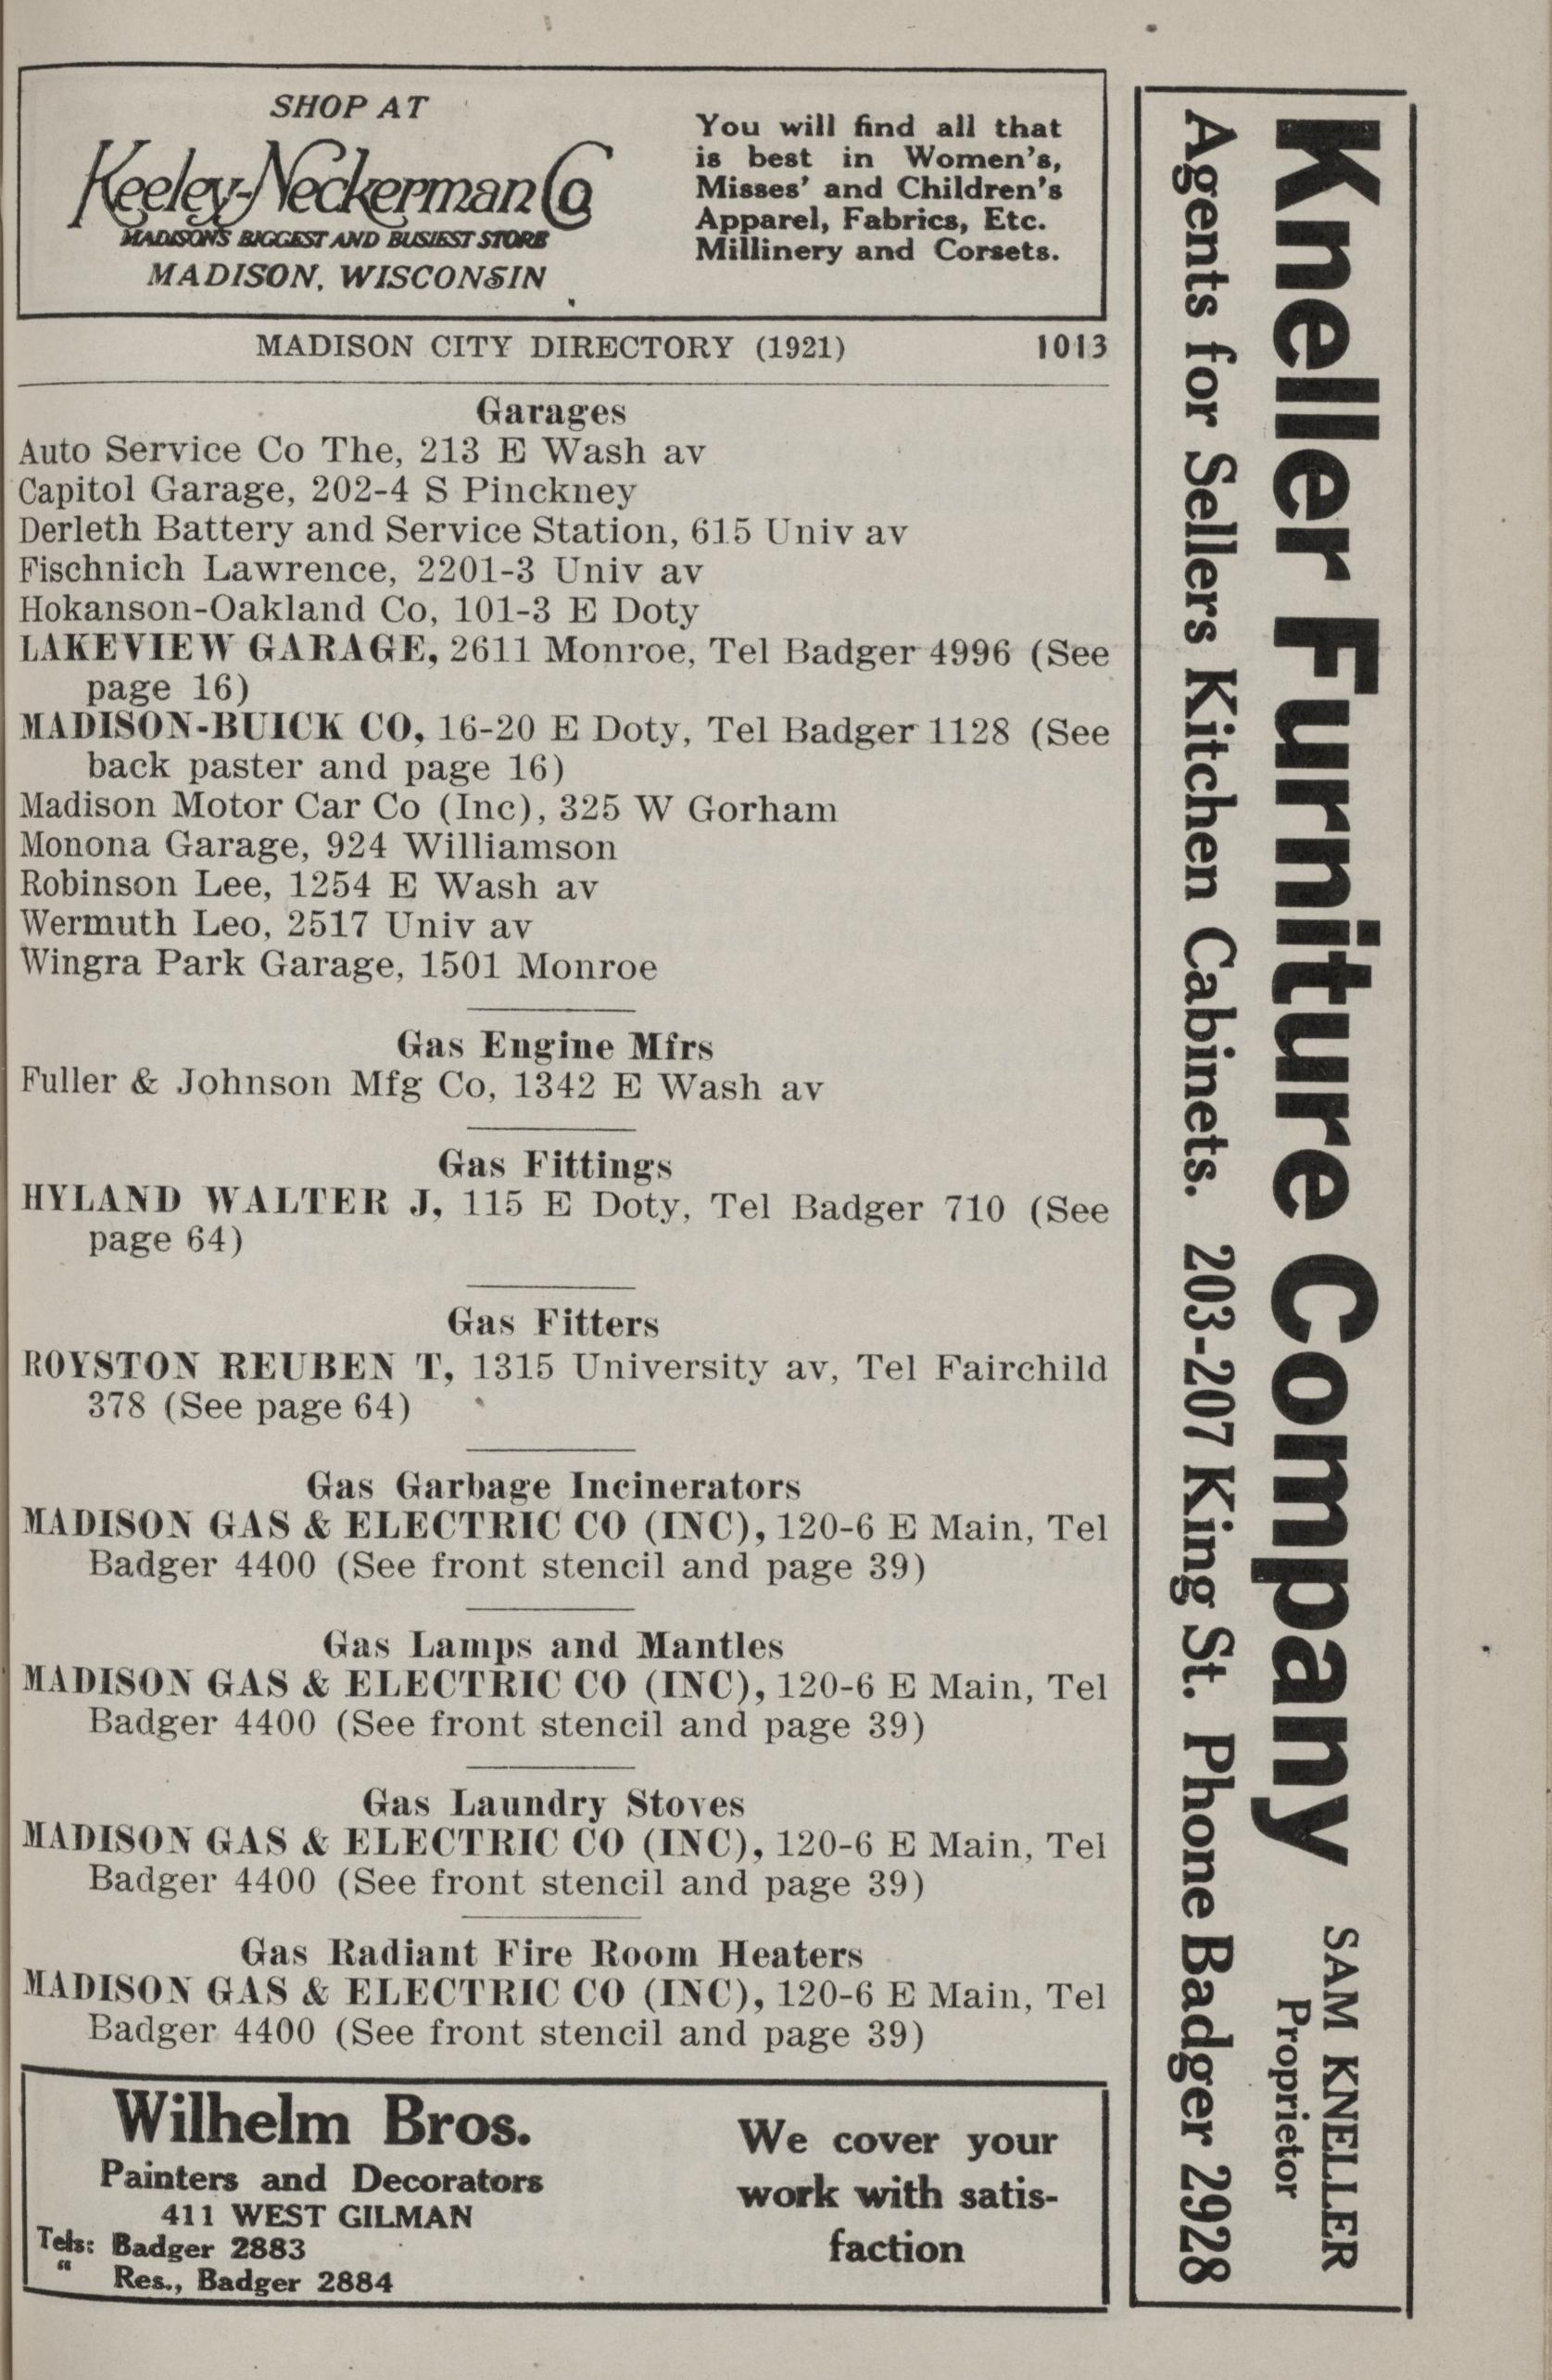 SHOP AT
Keeley-Neckerman Co
MADISON'S BIGGEST AND BUSIEST STORE
MADISON, WISCONSIN
You will find all that
is best in Women's,
Misses' and Children's
Apparel, Fabrics, Etc.
Millinery and Corsets.
MADISON CITY DIRECTORY (1921) 1013
Garages
Auto Service Co The, 213 E Wash av
Capitol Garage, 202-4 S Pinckney
Derleth Battery and Service Station, 615 Univ av
Fischnich Lawrence, 2201-3 Univ av
Hokanson-Oakland Co, 101-3 E Doty
LAKEVIEW GARAGE, 2611 Monroe, Tel Badger 4996 (See
page 16)
MADISON-BUICK CO, 16-20 E Doty, Tel Badger 1128 (See
back paster and page 16)
Madison Motor Car Co (Inc), 325 W Gorham
Monona Garage, 924 Williamson
Robinson Lee, 1254 E Wash av
Wermuth Leo, 2517 Univ av
Wingra Park Garage, 1501 Monroe
Gas Engine Mfrs
Fuller & Johnson Mfg Co, 1342 E Wash av
Gas Fittings
HYLAND WALTER J, 115 E Doty, Tel Badger 710 (See
page 64)
Gas Fitters
ROYSTON REUBEN T, 1315 University av, Tel Fairchild
378 (See page 64)
Gas Garbage Incinerators
MADISON GAS & ELECTRIC CO (INC), 120-6 E Main, Tel
Badger 4400 (See front stencil and page 39)
Gas Lamps and Mantles
MADISON GAS & ELECTRIC CO (INC), 120-6 E Main, Tel
Badger 4400 (See front stencil and page 39)
Gas Laundry Stoves
MADISON GAS & ELECTRIC CO (INC), 120-6 E Main, Tel
Badger 4400 (See front stencil and page 39)
Gas Radiant Fire Room Heaters
MADISON GAS & ELECTRIC CO (INC), 120-6 E Main, Tel
Badger 4400 (See front stencil and page 39)
Wilhelm Bros.
Painters and Decorators
411 WEST GILMAN
Tels: Badger 2883
" Res., Badger 2884
We cover your
work with satis-
faction
Kneller Furniture Company
SAM KNELLER
Proprietor
Agents for Sellers Kitchen Cabinets. 203-207 King St. Phone Badger 2928